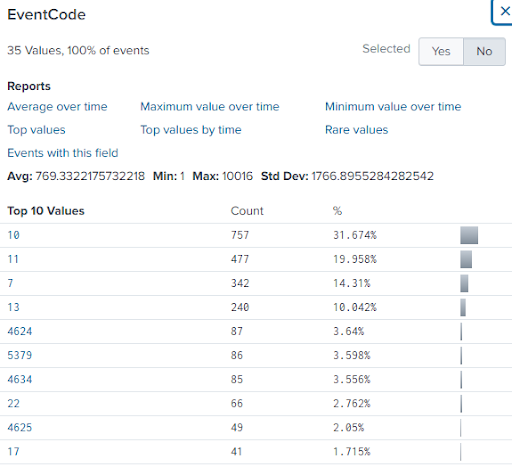 EventCode
35 Values, 100% of events
Selected Yes No
Reports
Average over time Maximum value over time Minimum value over time
Top values Top values by time Rare values
Events with this field
Avg: 769.3322175732218 Min: 1 Max: 10016 Std Dev: 1766.8955284282542
Top 10 Values Count %
10 757 31.674%
11 477 19.958%
7 342 14.31%
13 240 10.042%
4624 87 3.64%
5379 86 3.598%
4634 85 3.556%
22 66 2.762%
4625 49 2.05%
17 41 1.715%